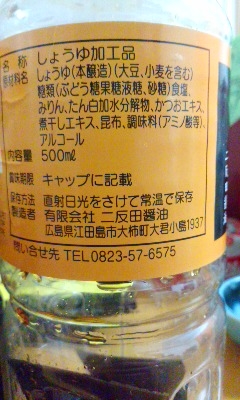 名 称 しょうゆ加工品
原材料名 しょうゆ(本醸造)(大豆、小麦を含む)
糖類(ぶどう糖果糖液糖、砂糖)食塩、
みりん、たん白加水分解物、かつおエキス、
煮干しエキス、昆布、調味料(アミノ酸等)、
アルコール
内容量 500ml
賞味期限 キャップに記載
保存方法 直射日光をさけて常温で保存
製造者 有限会社 二反田醤油
広島県江田島市大柿町大君小島1937
問い合せ先 TEL0823-57-6575